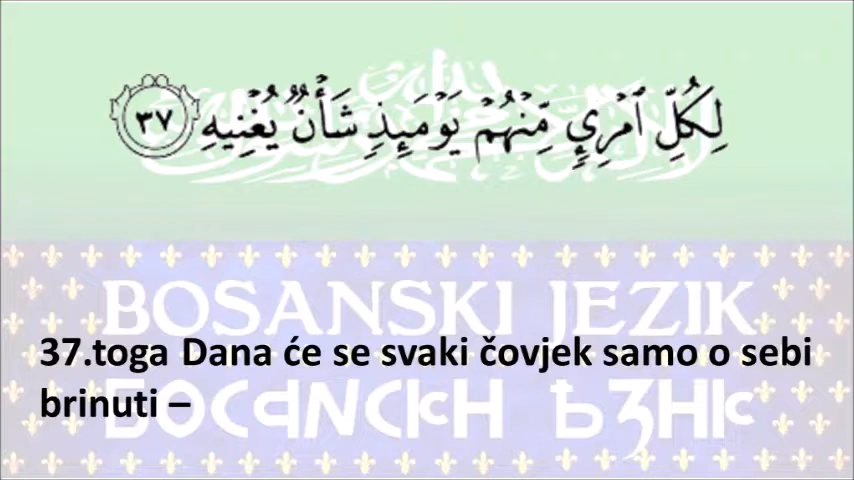 لِكُلِّ ٱمْرِئٍ مِّنْهُمْ يَوْمَئِذٍ شَأْنٌ يُغْنِيهِ ٣٧
BOSANSKI JEZIK
37.toga Dana će se svaki čovjek samo o sebi
brinuti –